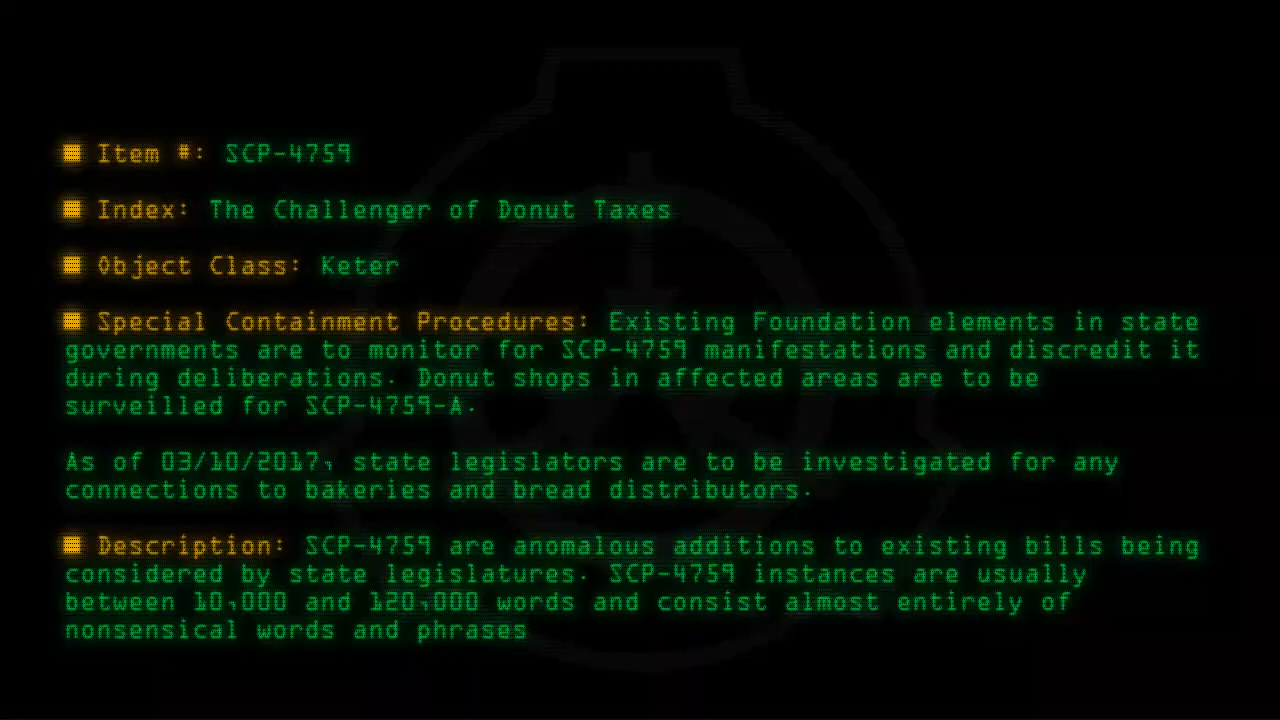 ■ Item #: SCP-4759
■ Index: The Challenger of Donut Taxes
■ Object Class: Keter
■ Special Containment Procedures: Existing Foundation elements in state
governments are to monitor for SCP-4759 manifestations and discredit it
during deliberations. Donut shops in affected areas are to be
surveilled for SCP-4759-A.
As of 03/10/2017, state legislators are to be investigated for any
connections to bakeries and bread distributors.
■ Description: SCP-4759 are anomalous additions to existing bills being
considered by state legislatures. SCP-4759 instances are usually
between 10,000 and 120,000 words and consist almost entirely of
nonsensical words and phrases